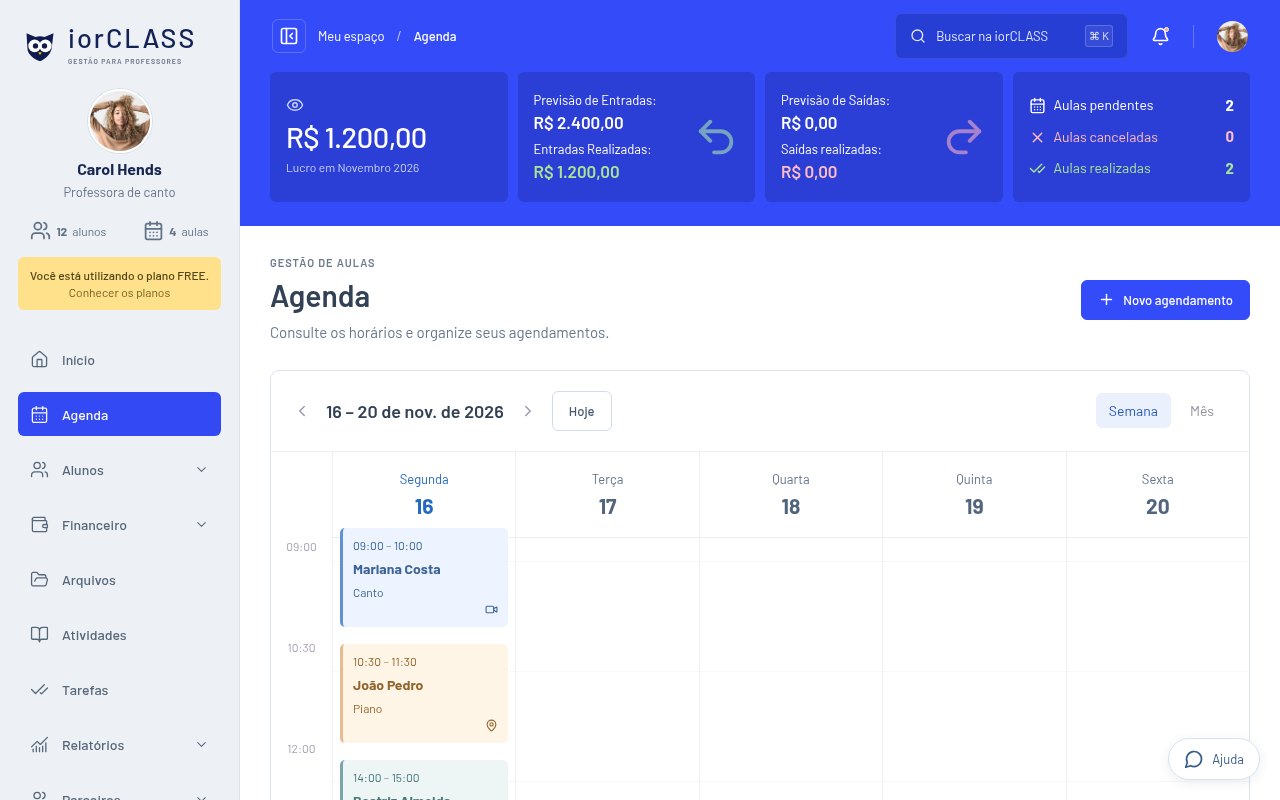 iorCLASS
GESTÃO PARA PROFESSORES
Carol Hends
Professora de canto
12 alunos
4 aulas
Você está utilizando o plano FREE.
Conhecer os planos
Início
Agenda
Alunos
Financeiro
Arquivos
Atividades
Tarefas
Relatórios
Parceiros
Meu espaço / Agenda
Buscar na iorCLASS
⌘ K
R$ 1.200,00
Lucro em Novembro 2026
Previsão de Entradas:
R$ 2.400,00
Entradas Realizadas:
R$ 1.200,00
Previsão de Saídas:
R$ 0,00
Saídas realizadas:
R$ 0,00
Aulas pendentes 2
Aulas canceladas 0
Aulas realizadas 2
GESTÃO DE AULAS
Agenda
Consulte os horários e organize seus agendamentos.
Novo agendamento
16 – 20 de nov. de 2026
Hoje
Semana
Mês
Segunda
16
Terça
17
Quarta
18
Quinta
19
Sexta
20
09:00
09:00 – 10:00
Mariana Costa
Canto
10:30
10:30 – 11:30
João Pedro
Piano
12:00
14:00 – 15:00
Beatriz Almeida
Ajuda